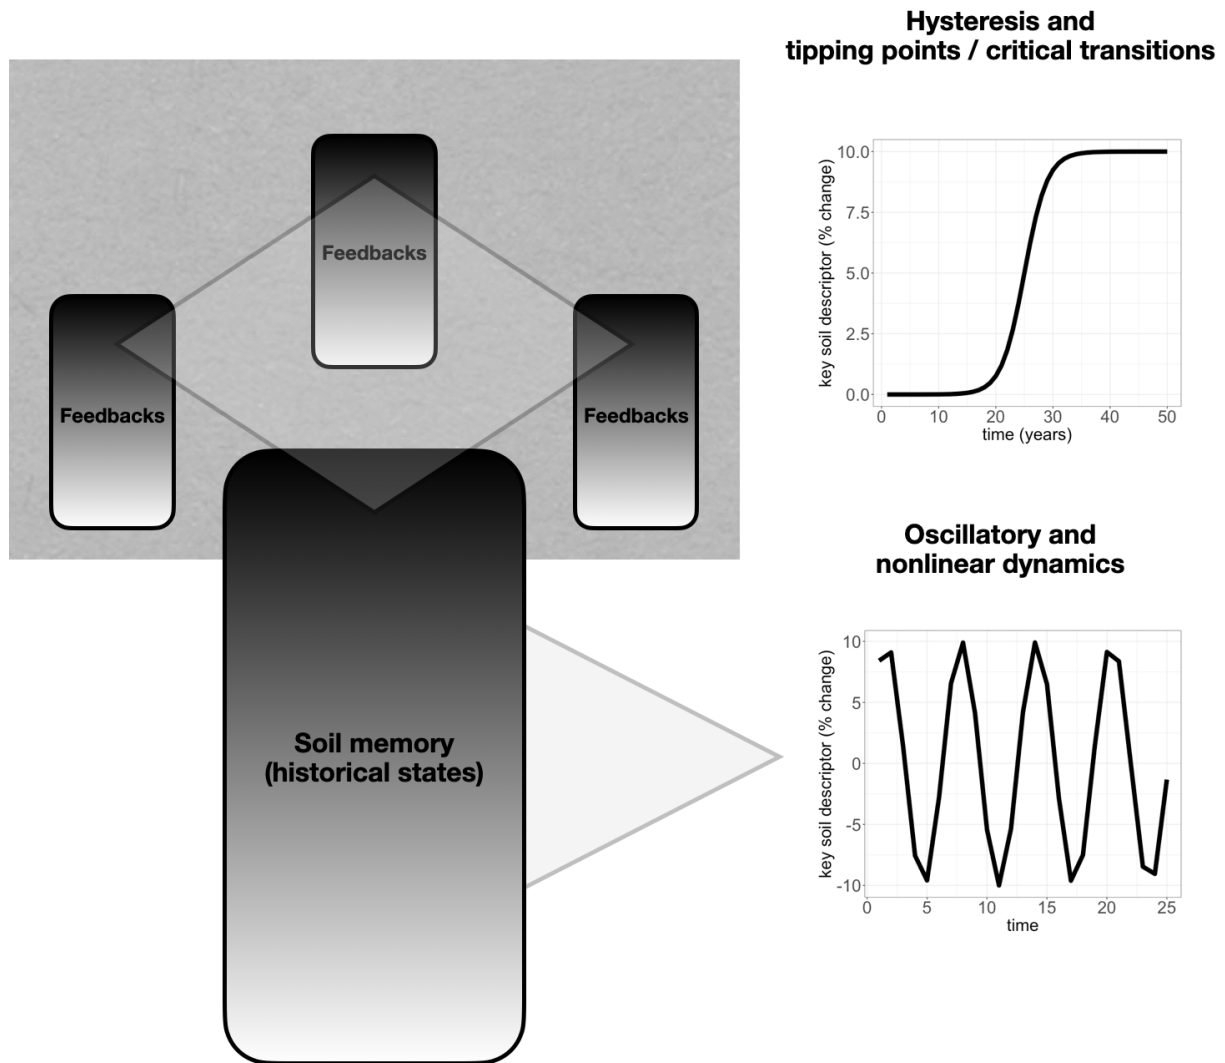 Hysteresis and
tipping points / critical transitions
Feedbacks
Feedbacks
Feedbacks
Soil memory
(historical states)
key soil descriptor (% change)
10.0
7.5
5.0
2.5
0.0
0 10 20 30 40 50
time (years)
Oscillatory and
nonlinear dynamics
key soil descriptor (% change)
10
5
0
-5
-10
0 5 10 15 20 25
time